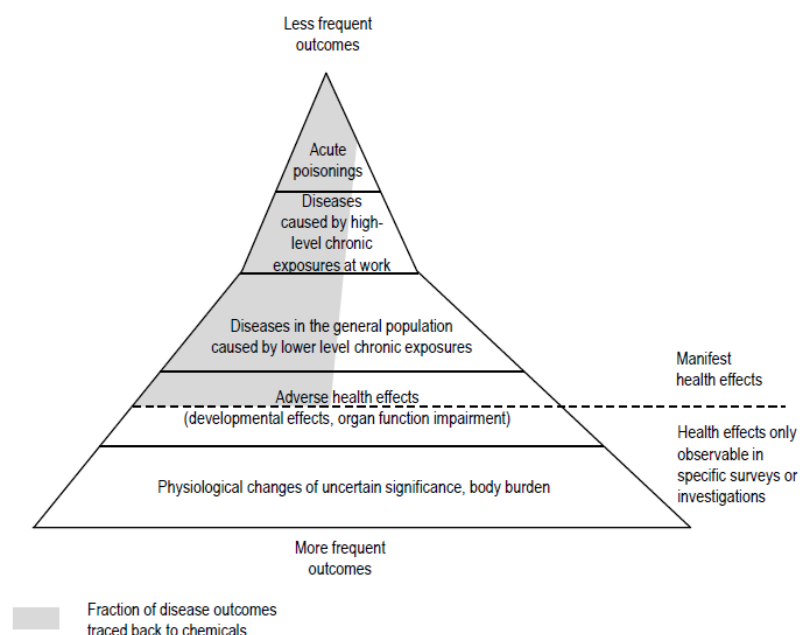 Less frequent
outcomes
Acute
poisonings
Diseases
caused by high-
level chronic
exposures at work
Diseases in the general population
caused by lower level chronic exposures
Manifest
health effects
Adverse health effects
(developmental effects, organ function impairment)
Health effects only
observable in
specific surveys or
investigations
Physiological changes of uncertain significance, body burden
More frequent
outcomes
Fraction of disease outcomes
traced back to chemicals